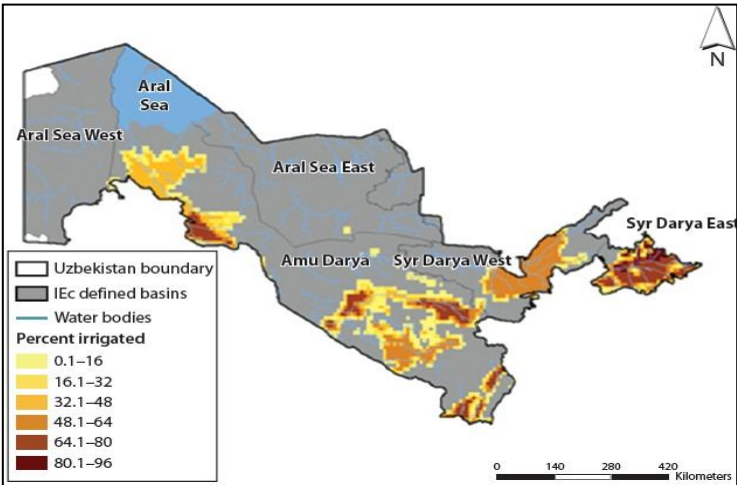 N
Aral
Sea
Aral Sea West
Aral Sea East
Syr Darya East
Amu Darya
Syr Darya West
Uzbekistan boundary
IEc defined basins
Water bodies
Percent irrigated
0.1–16
16.1–32
32.1–48
48.1–64
64.1–80
80.1–96
0 140 280 420
Kilometers